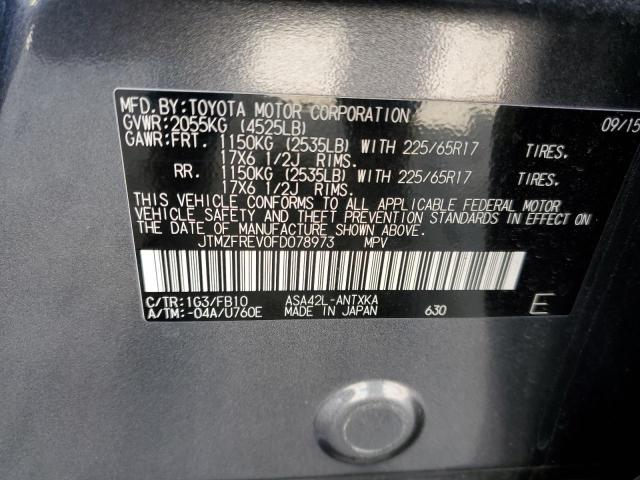 MFD.BY:TOYOTA MOTOR CORPORATION 09/15
GVWR:2055KG (4525LB)
GAWR:FRT. 1150KG (2535LB) WITH 225/65R17 TIRES.
17X6 1/2J RIMS.
RR. 1150KG (2535LB) WITH 225/65R17 TIRES.
17X6 1/2J RIMS.
THIS VEHICLE CONFORMS TO ALL APPLICABLE FEDERAL MOTOR
VEHICLE SAFETY AND THEFT PREVENTION STANDARDS IN EFFECT ON
THE DATE OF MANUFACTURE SHOWN ABOVE.
JTMZFREV0FD078973 MPV
C/TR:1G3/FB10 ASA42L-ANTXKA
A/TM:-04A/U760E MADE IN JAPAN 630 E